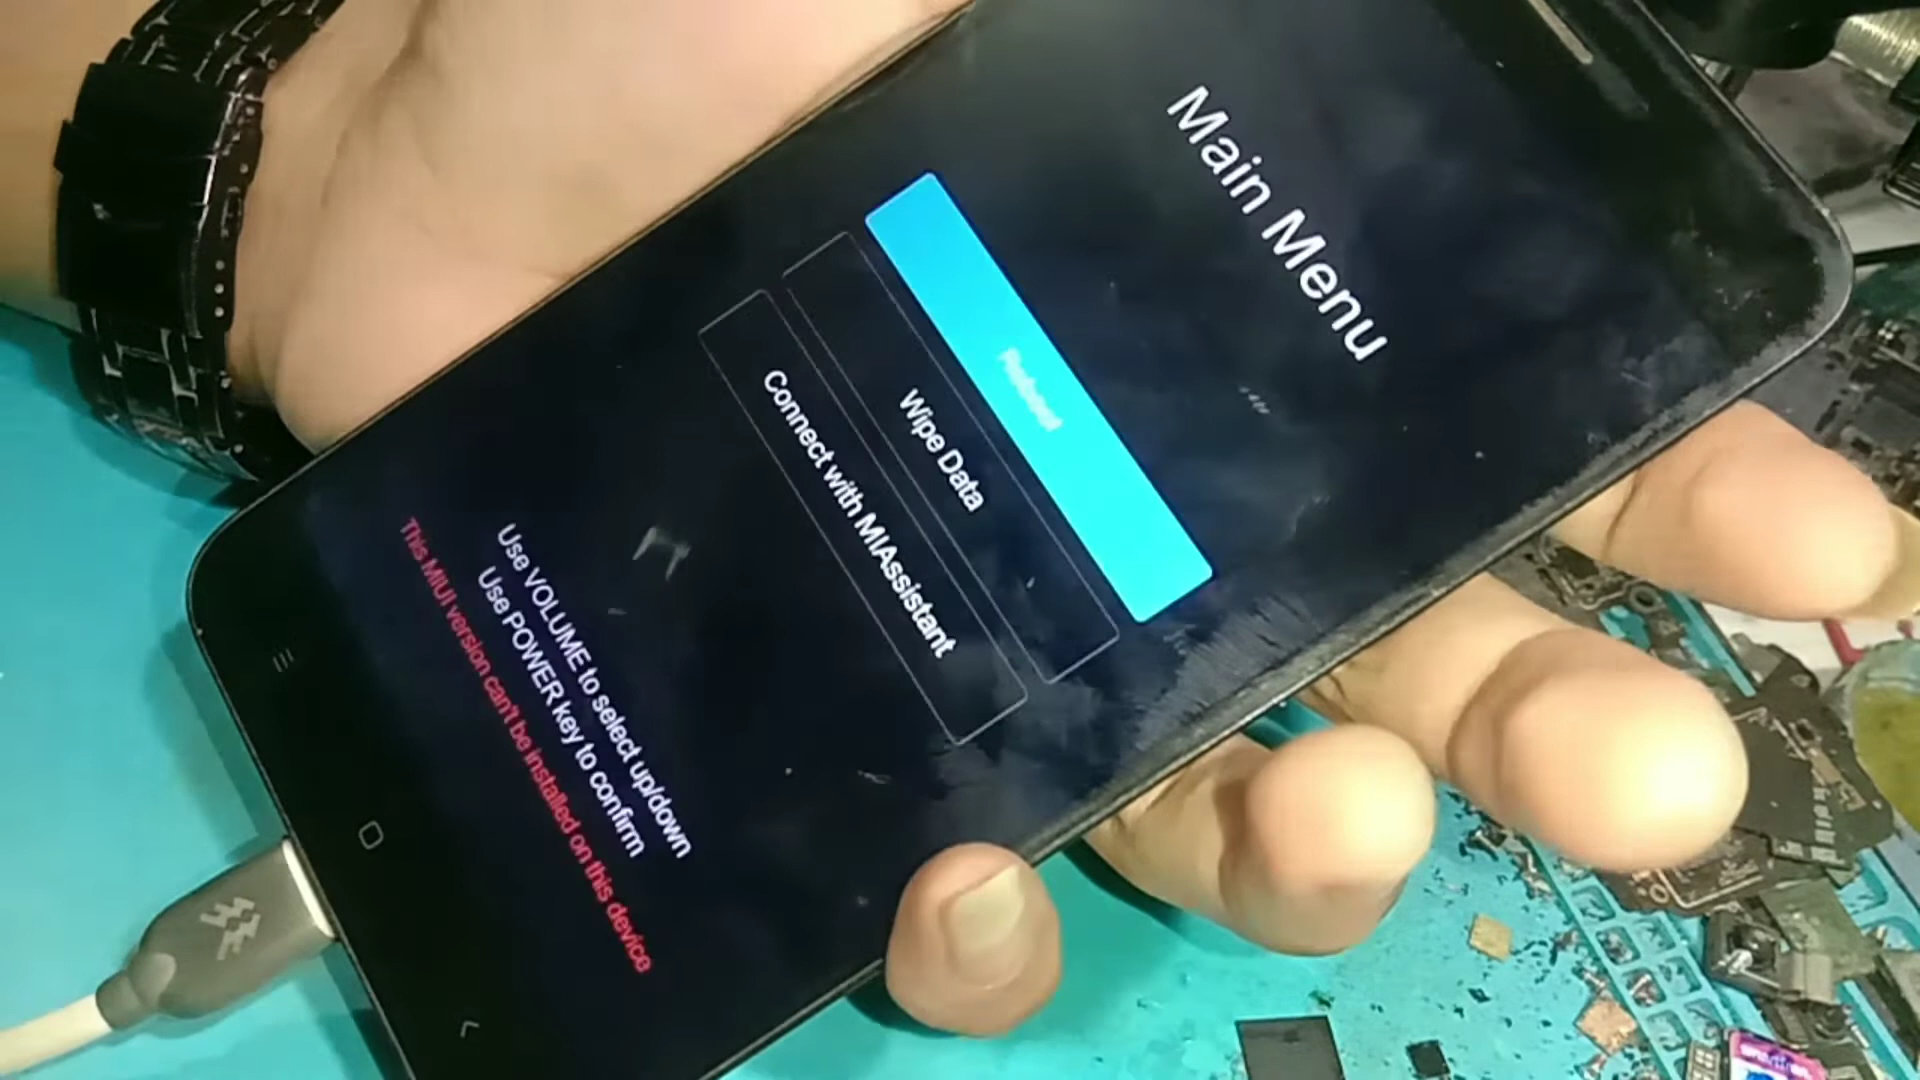 Main Menu
Reboot
Wipe Data
Connect with MIAssistant
Use VOLUME to select up/down
Use POWER key to confirm
This MIUI version can't be installed on this device